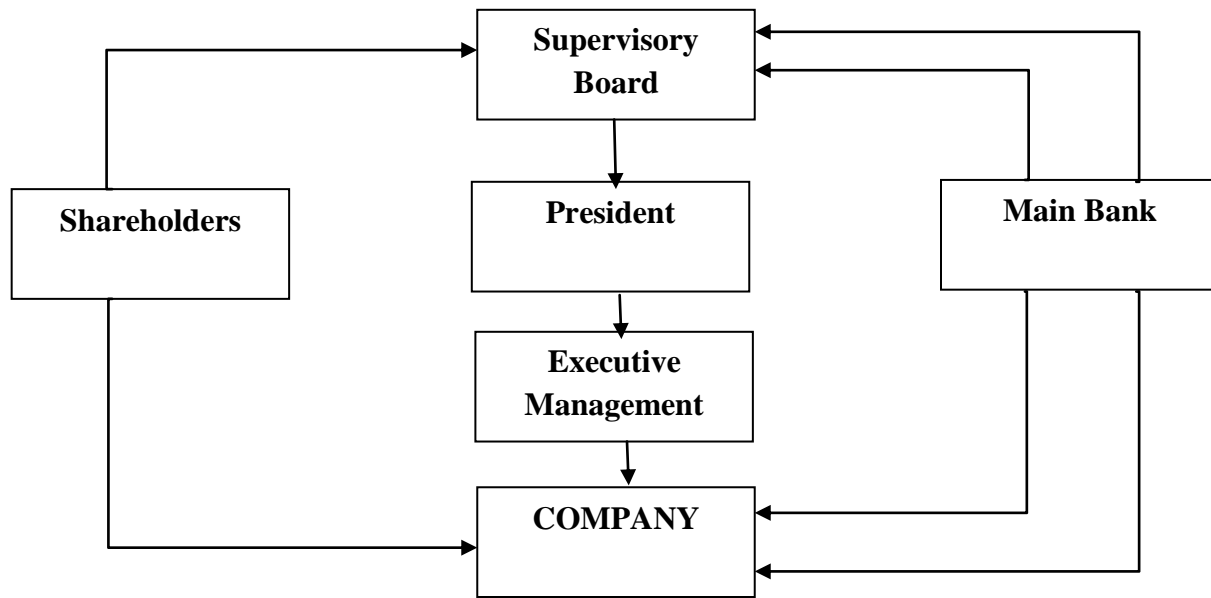 Supervisory
Board
Shareholders
President
Main Bank
Executive
Management
COMPANY